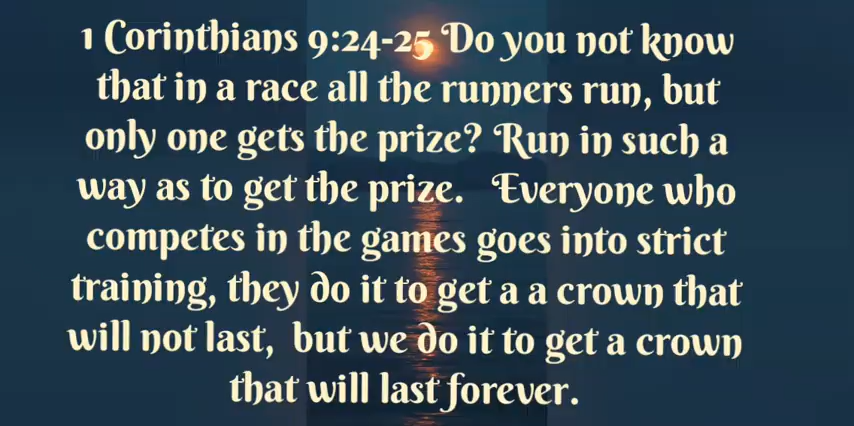 1 Corinthians 9:24-25 Do you not know
that in a race all the runners run, but
only one gets the prize? Run in such a
way as to get the prize.   Everyone who
competes in the games goes into strict
training, they do it to get a a crown that
will not last,  but we do it to get a crown
that will last forever.